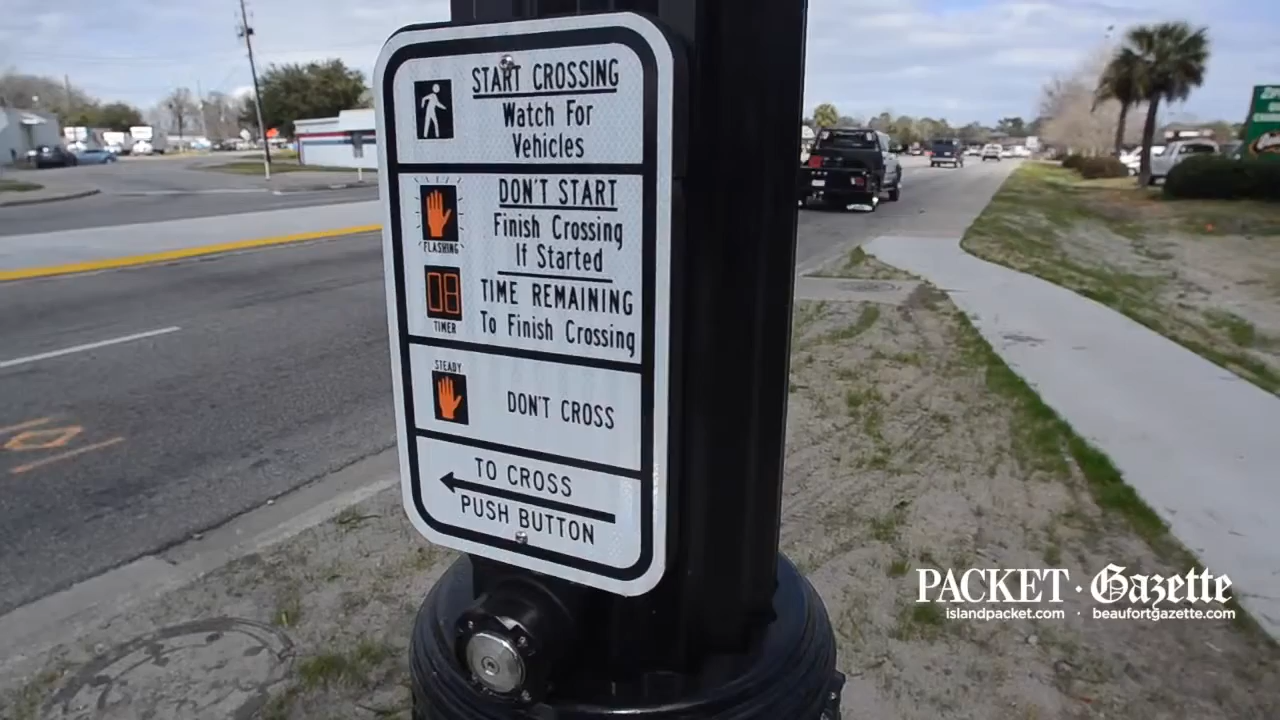 START CROSSING
Watch For
Vehicles
FLASHING
DON'T START
Finish Crossing
If Started
08
TIMER
TIME REMAINING
To Finish Crossing
STEADY
DON'T CROSS
TO CROSS
PUSH BUTTON
PACKET · Gazette
islandpacket.com · beaufortgazette.com